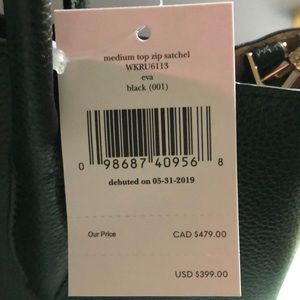 medium top zip satchel
WKRU6113
eva
black (001)
0 98687 40956 8
debuted on 05-31-2019
Our Price CAD $479.00
USD $399.00